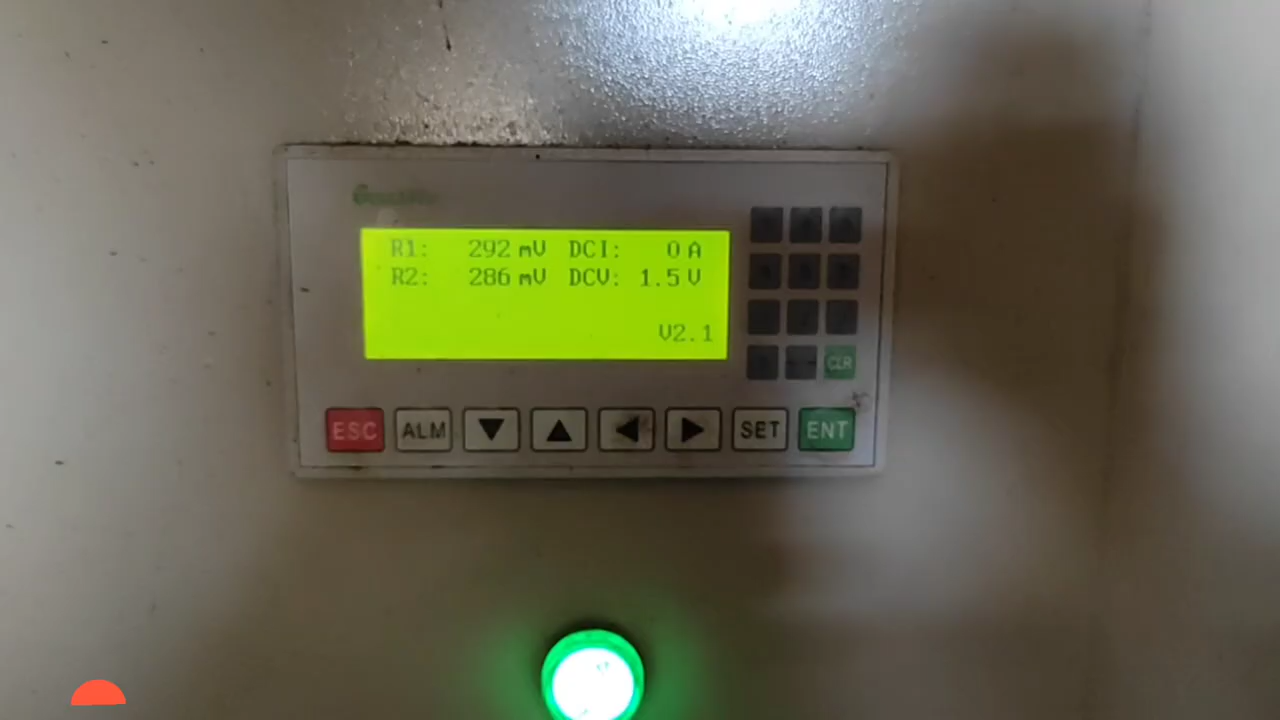 R1: 292 mV DCI: 0 A
R2: 286 mV DCV: 1.5 V
V2.1
CLR
ESC ALM SET ENT